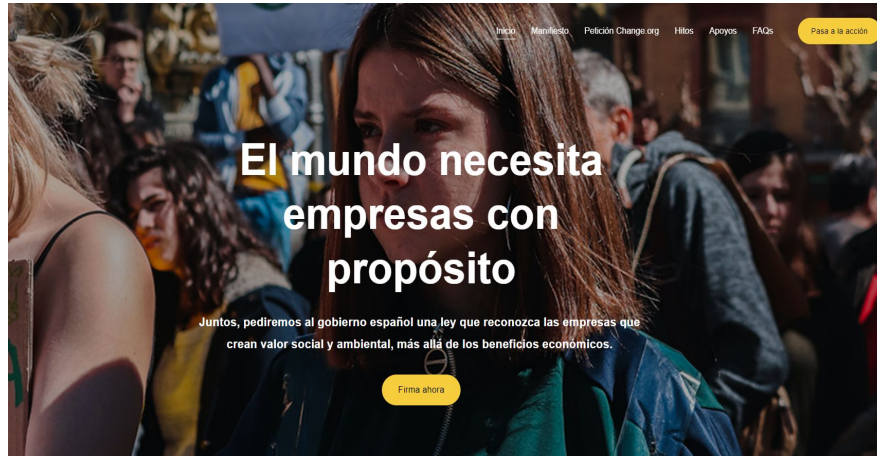 Inicio Manifiesto Petición Change.org Hitos Apoyos FAQs Pasa a la acción
El mundo necesita
empresas con
propósito
Juntos, pediremos al gobierno español una ley que reconozca las empresas que
crean valor social y ambiental, más allá de los beneficios económicos.
Firma ahora